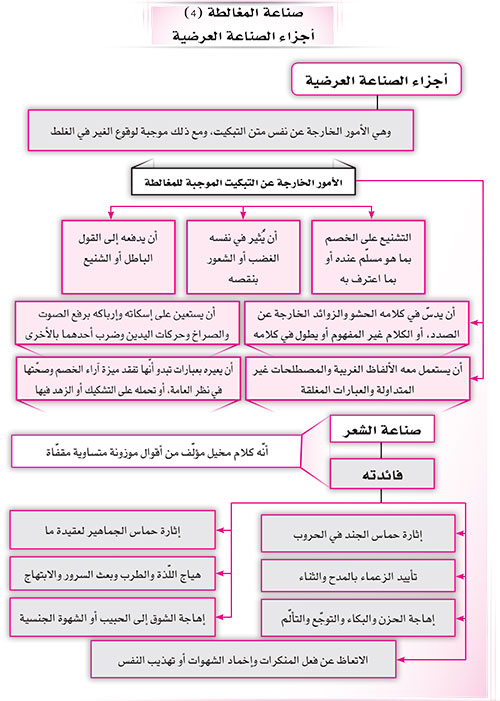 صناعة المغالطة (4)
أجزاء الصناعة العرضية
أجزاء الصناعة العرضية
وهي الأمور الخارجة عن نفس متن التبكيت، ومع ذلك موجبة لوقوع الغير في الغلط
الأمور الخارجة عن التبكيت الموجبة للمغالطة
التشنيع على الخصم
بما هو مسلّم عنده أو
بما اعترف به
أن يُثير في نفسه
الغضب أو الشعور
بنقصه
أن يدفعه إلى القول
الباطل أو الشنيع
أن يدسّ في كلامه الحشو والزوائد الخارجة عن
الصدد، أو الكلام غير المفهوم أو يطول في كلامه
أن يستعين على إسكاته وإرباكه برفع الصوت
والصراخ وحركات اليدين وضرب أحدهما بالأخرى
أن يستعمل معه الألفاظ الغريبة والمصطلحات غير
المتداولة والعبارات المغلقة
أن يعيره بعبارات تبدو أنّها تفقد ميزة آراء الخصم وصحّتها
في نظر العامة، أو تحمله على التشكيك أو الزهد فيها
صناعة الشعر
أنّه كلام مخيل مؤلّف من أقوال موزونة متساوية مقفّاة
فائدته
إثارة حماس الجند في الحروب
إثارة حماس الجماهير لعقيدة ما
تأييد الزعماء بالمدح والثناء
هياج اللّذة والطرب وبعث السرور والابتهاج
إهاجة الحزن والبكاء والتوجّع والتألّم
إهاجة الشوق إلى الحبيب أو الشهوة الجنسية
الاتعاظ عن فعل المنكرات وإخماد الشهوات أو تهذيب النفس